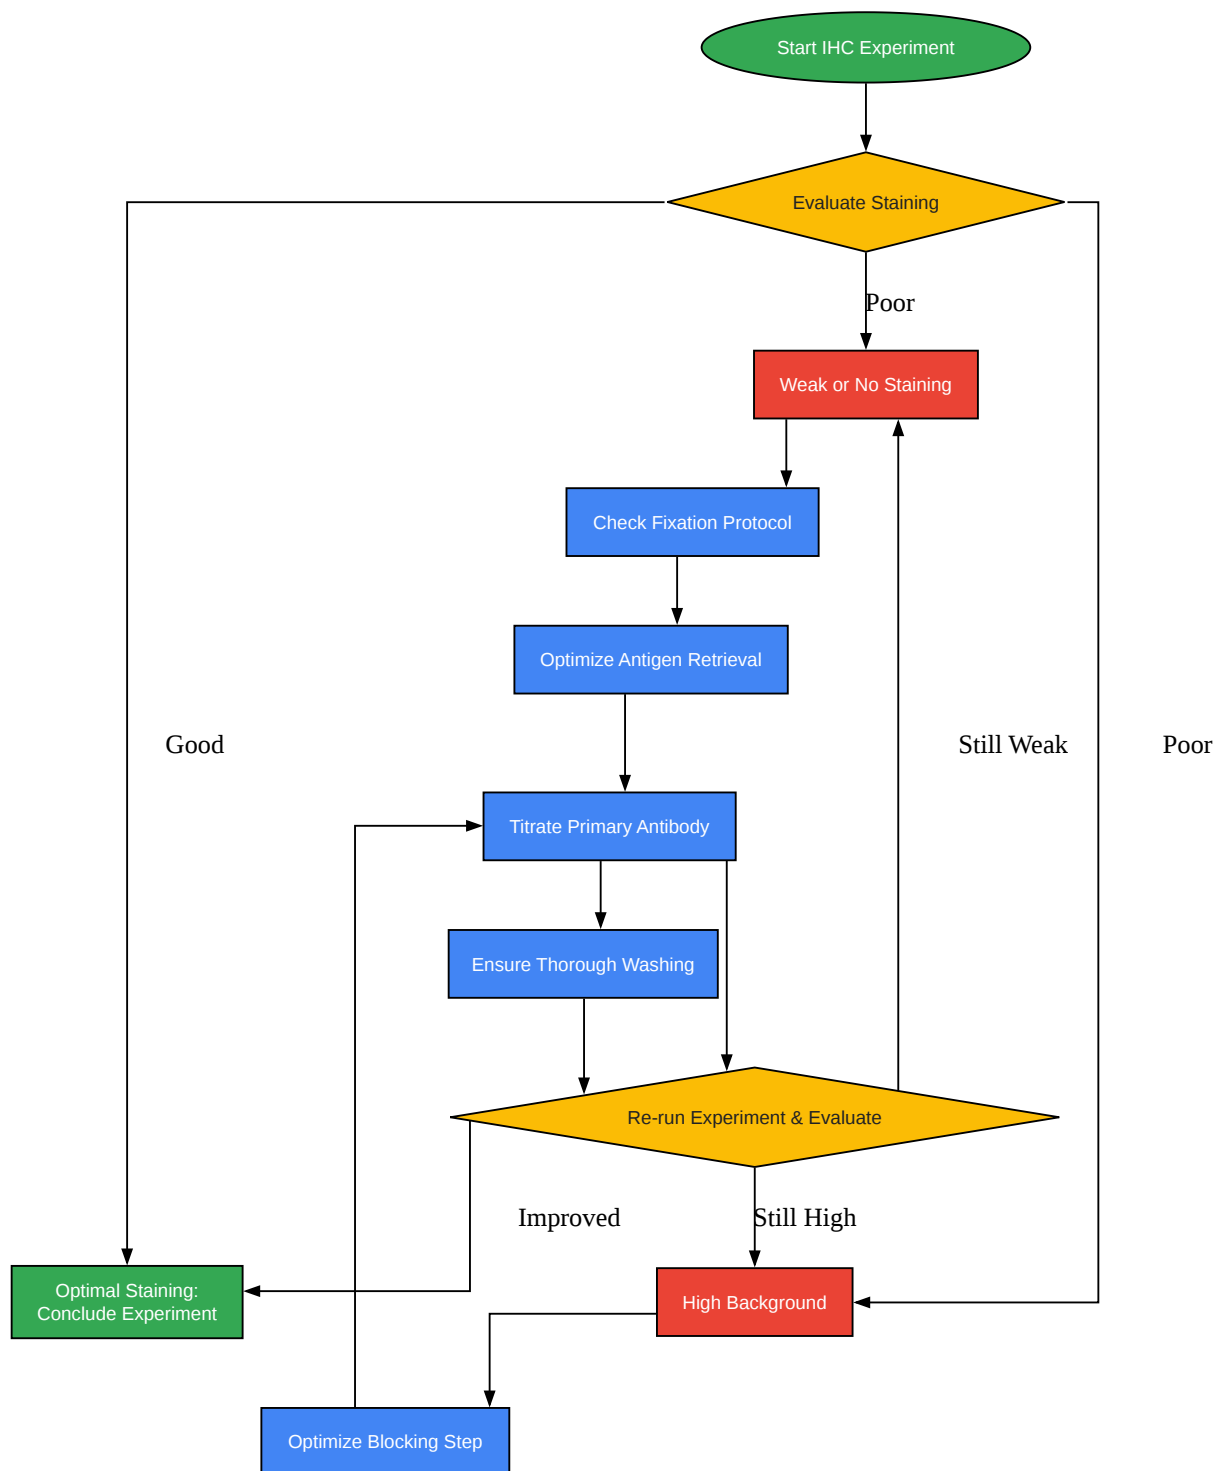 Start IHC Experiment
Evaluate Staining
Poor
Weak or No Staining
Check Fixation Protocol
Optimize Antigen Retrieval
Good
Still Weak
Poor
Titrate Primary Antibody
Ensure Thorough Washing
Re-run Experiment & Evaluate
Improved
Still High
Optimal Staining:
Conclude Experiment
High Background
Optimize Blocking Step